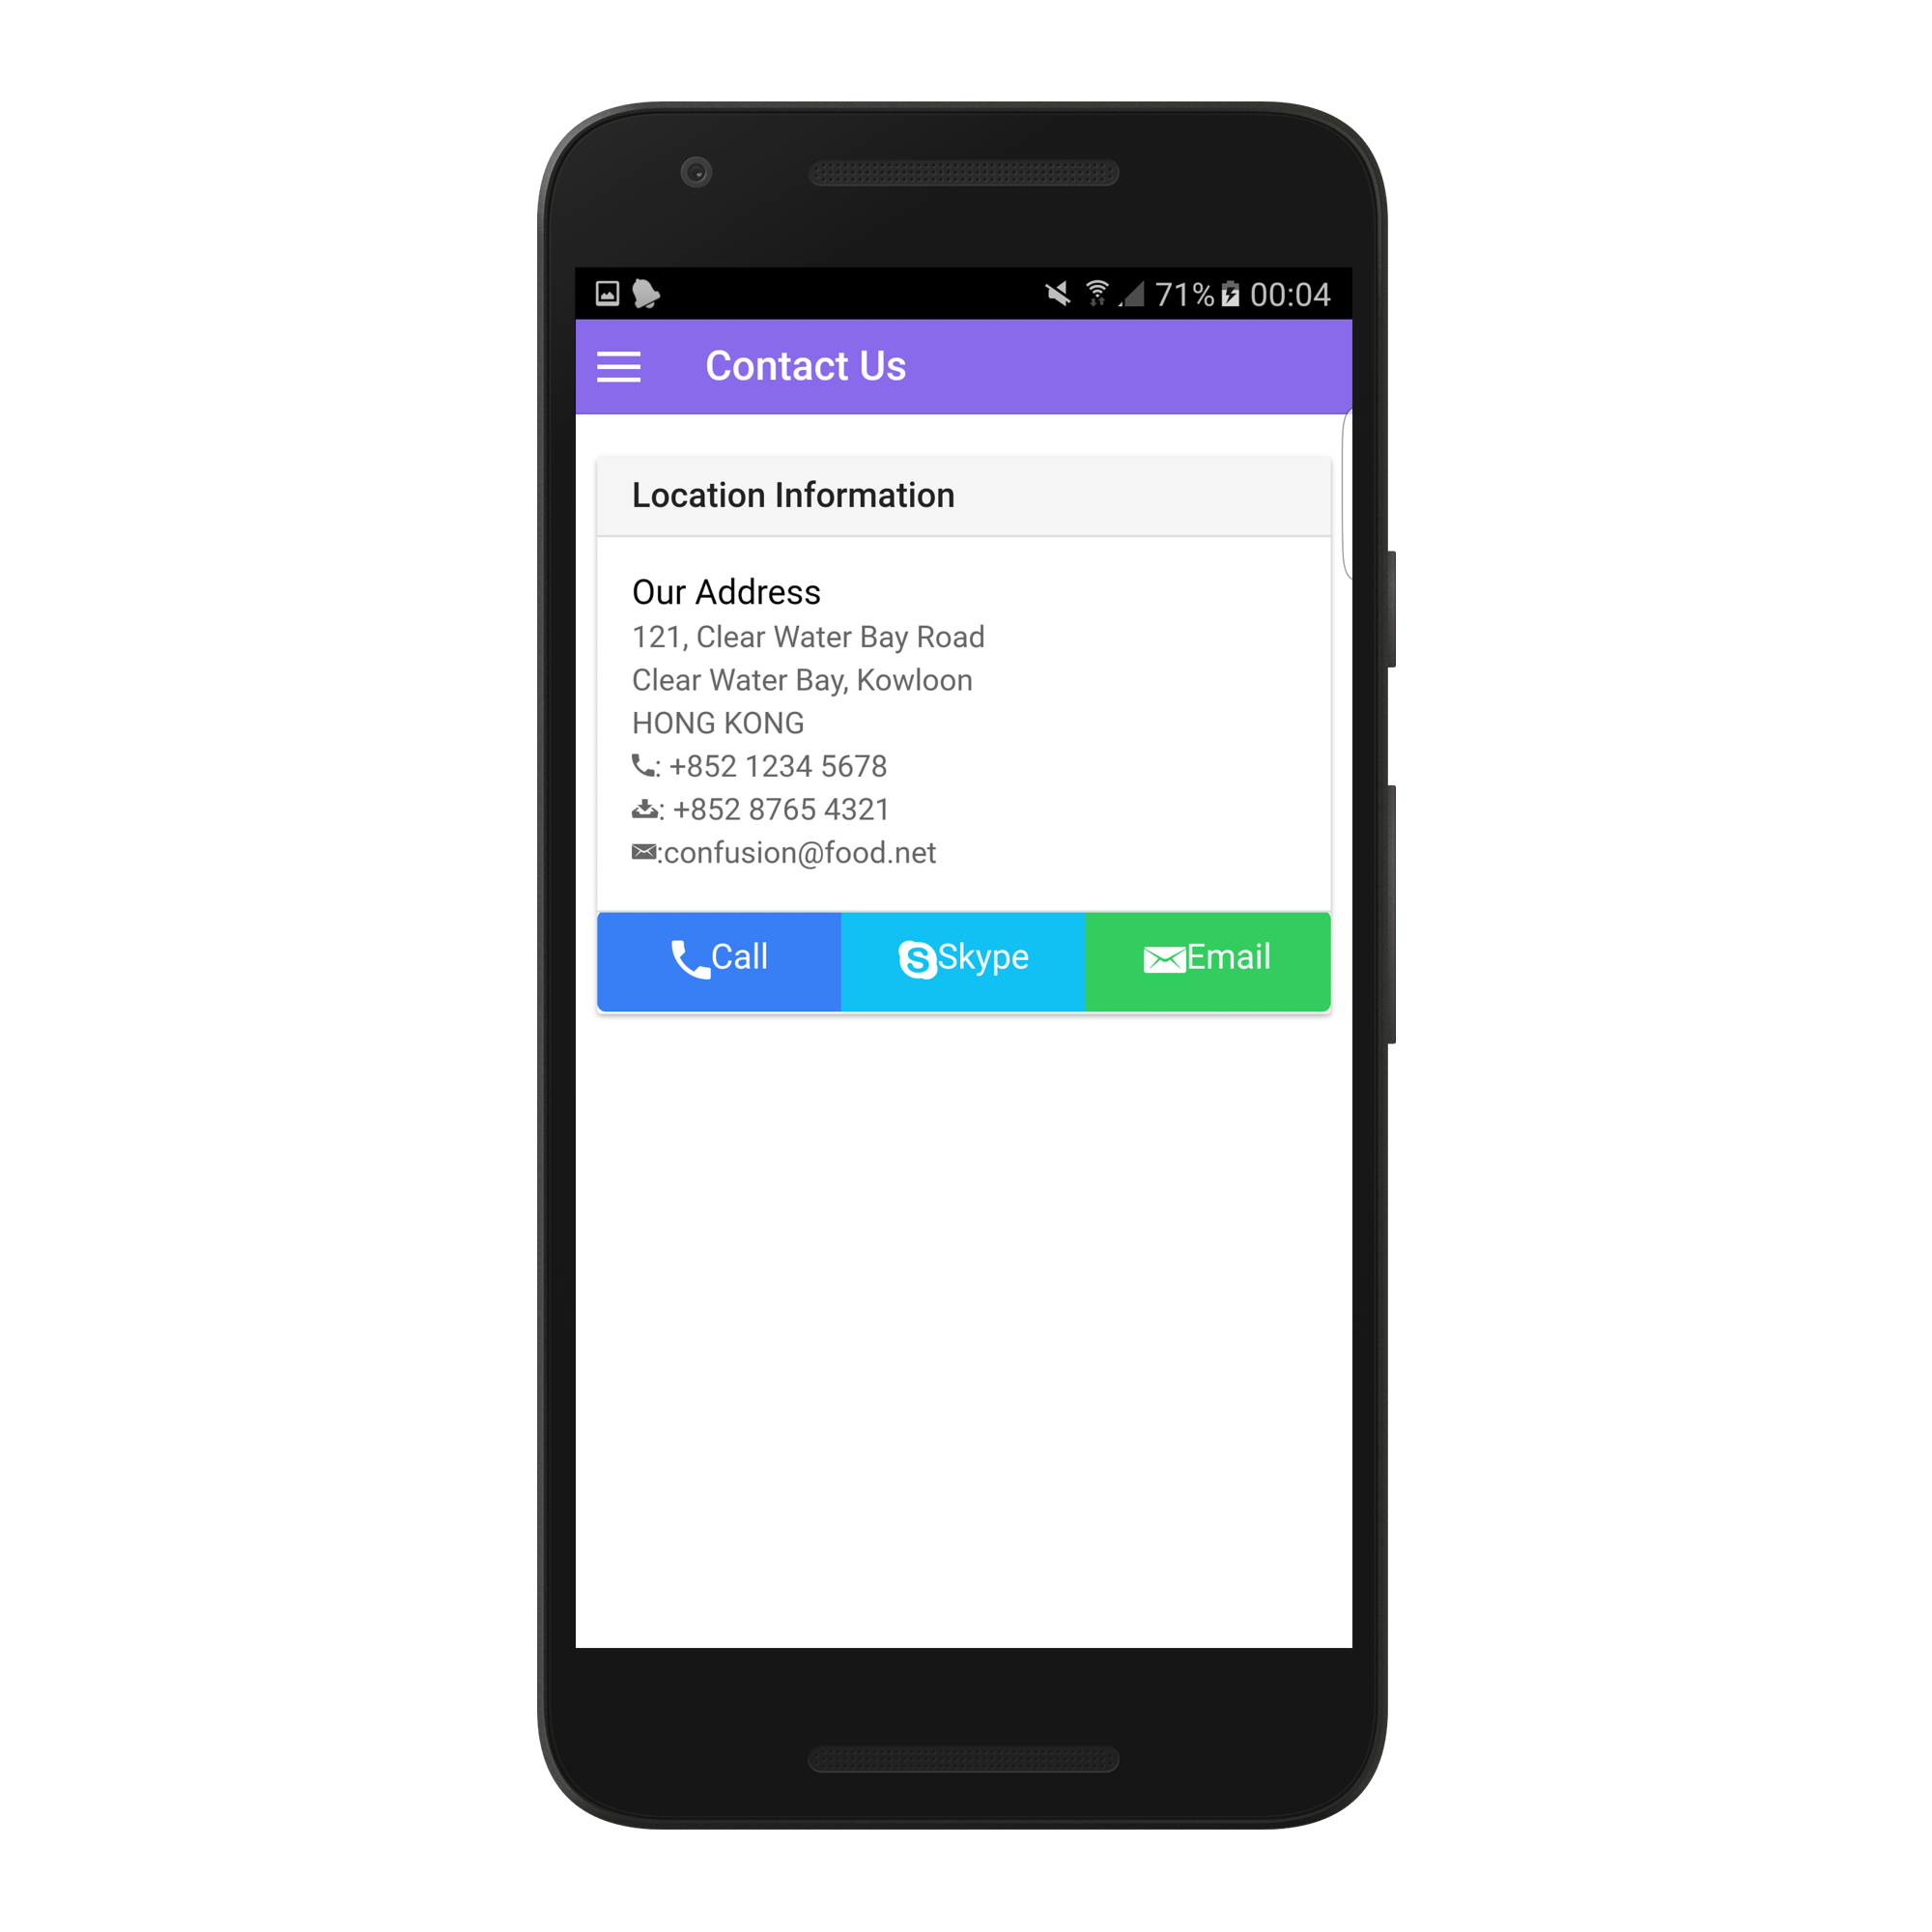 71% 00:04
Contact Us
Location Information
Our Address
121, Clear Water Bay Road
Clear Water Bay, Kowloon
HONG KONG
: +852 1234 5678
: +852 8765 4321
:confusion@food.net
Call Skype Email